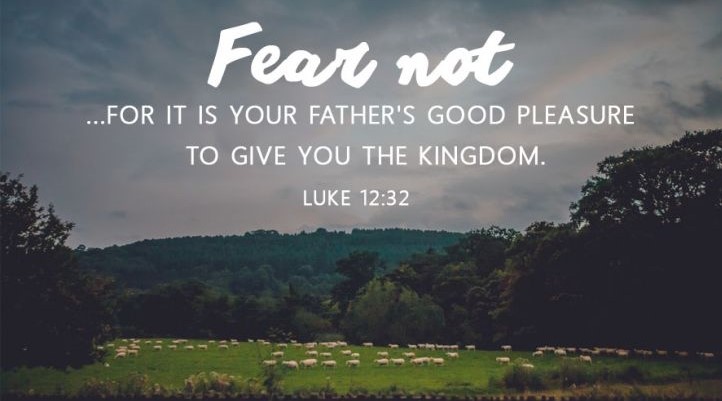 Fear not
...FOR IT IS YOUR FATHER'S GOOD PLEASURE
TO GIVE YOU THE KINGDOM.
LUKE 12:32